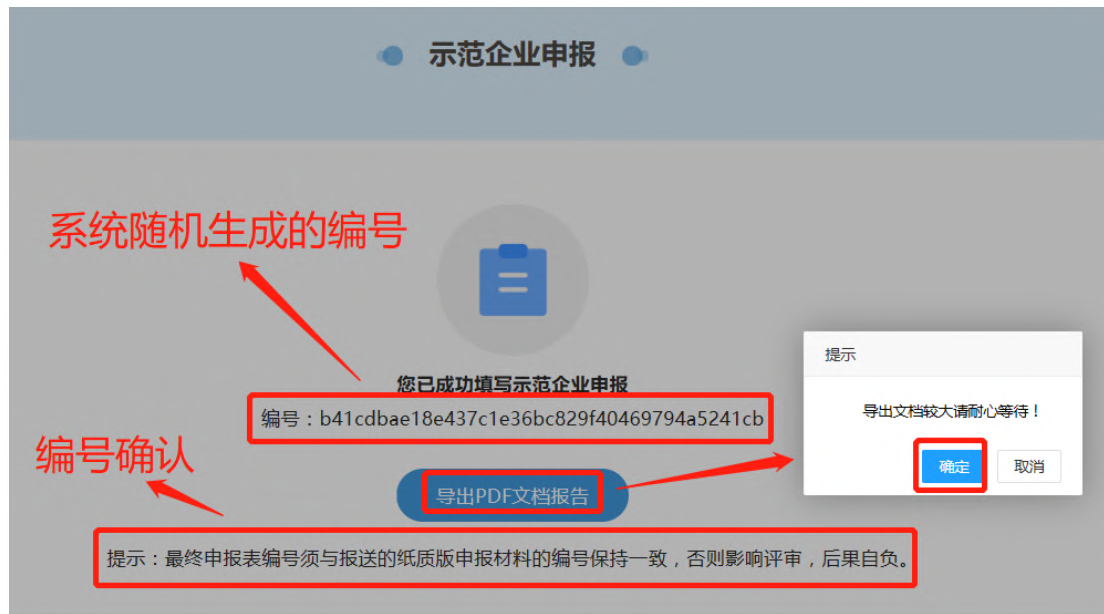 示范企业申报
系统随机生成的编号
您已成功填写示范企业申报
编号：b41cdbae18e437c1e36bc829f40469794a5241cb
提示
导出文档较大请耐心等待！
确定
取消
编号确认
导出PDF文档报告
提示：最终申报表编号须与报送的纸质版申报材料的编号保持一致，否则影响评审，后果自负。